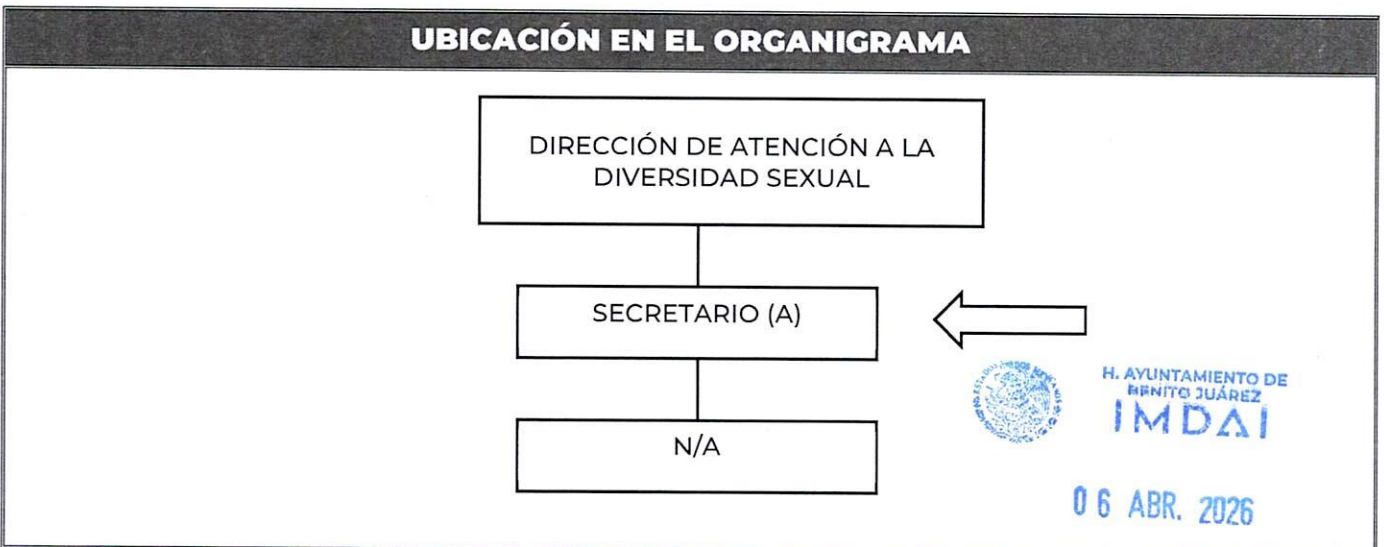 UBICACIÓN EN EL ORGANIGRAMA
DIRECCIÓN DE ATENCIÓN A LA
DIVERSIDAD SEXUAL
SECRETARIO (A)
N/A
H. AYUNTAMIENTO DE
BENITO JUÁREZ
IMDAI
06 ABR. 2026